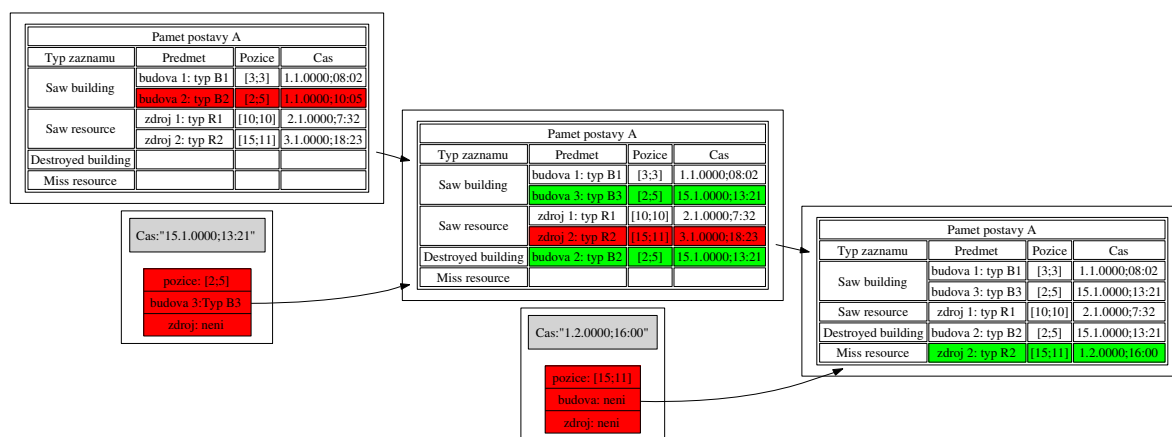 Pamet postavy A
Typ zaznamu Predmet Pozice Cas
Saw building budova 1: typ B1 [3;3] 1.1.0000;08:02
budova 2: typ B2 [2;5] 1.1.0000;10:05
Saw resource zdroj 1: typ R1 [10;10] 2.1.0000;7:32
zdroj 2: typ R2 [15;11] 3.1.0000;18:23
Destroyed building
Miss resource
Cas:"15.1.0000;13:21"
pozice: [2;5]
budova 3:Typ B3
zdroj: neni
Pamet postavy A
Typ zaznamu Predmet Pozice Cas
Saw building budova 1: typ B1 [3;3] 1.1.0000;08:02
budova 3: typ B3 [2;5] 15.1.0000;13:21
Saw resource zdroj 1: typ R1 [10;10] 2.1.0000;7:32
zdroj 2: typ R2 [15;11] 3.1.0000;18:23
Destroyed building budova 2: typ B2 [2;5] 15.1.0000;13:21
Miss resource
Cas:"1.2.0000;16:00"
pozice: [15;11]
budova: neni
zdroj: neni
Pamet postavy A
Typ zaznamu Predmet Pozice Cas
Saw building budova 1: typ B1 [3;3] 1.1.0000;08:02
budova 3: typ B3 [2;5] 15.1.0000;13:21
Saw resource zdroj 1: typ R1 [10;10] 2.1.0000;7:32
Destroyed building budova 2: typ B2 [2;5] 15.1.0000;13:21
Miss resource zdroj 2: typ R2 [15;11] 1.2.0000;16:00